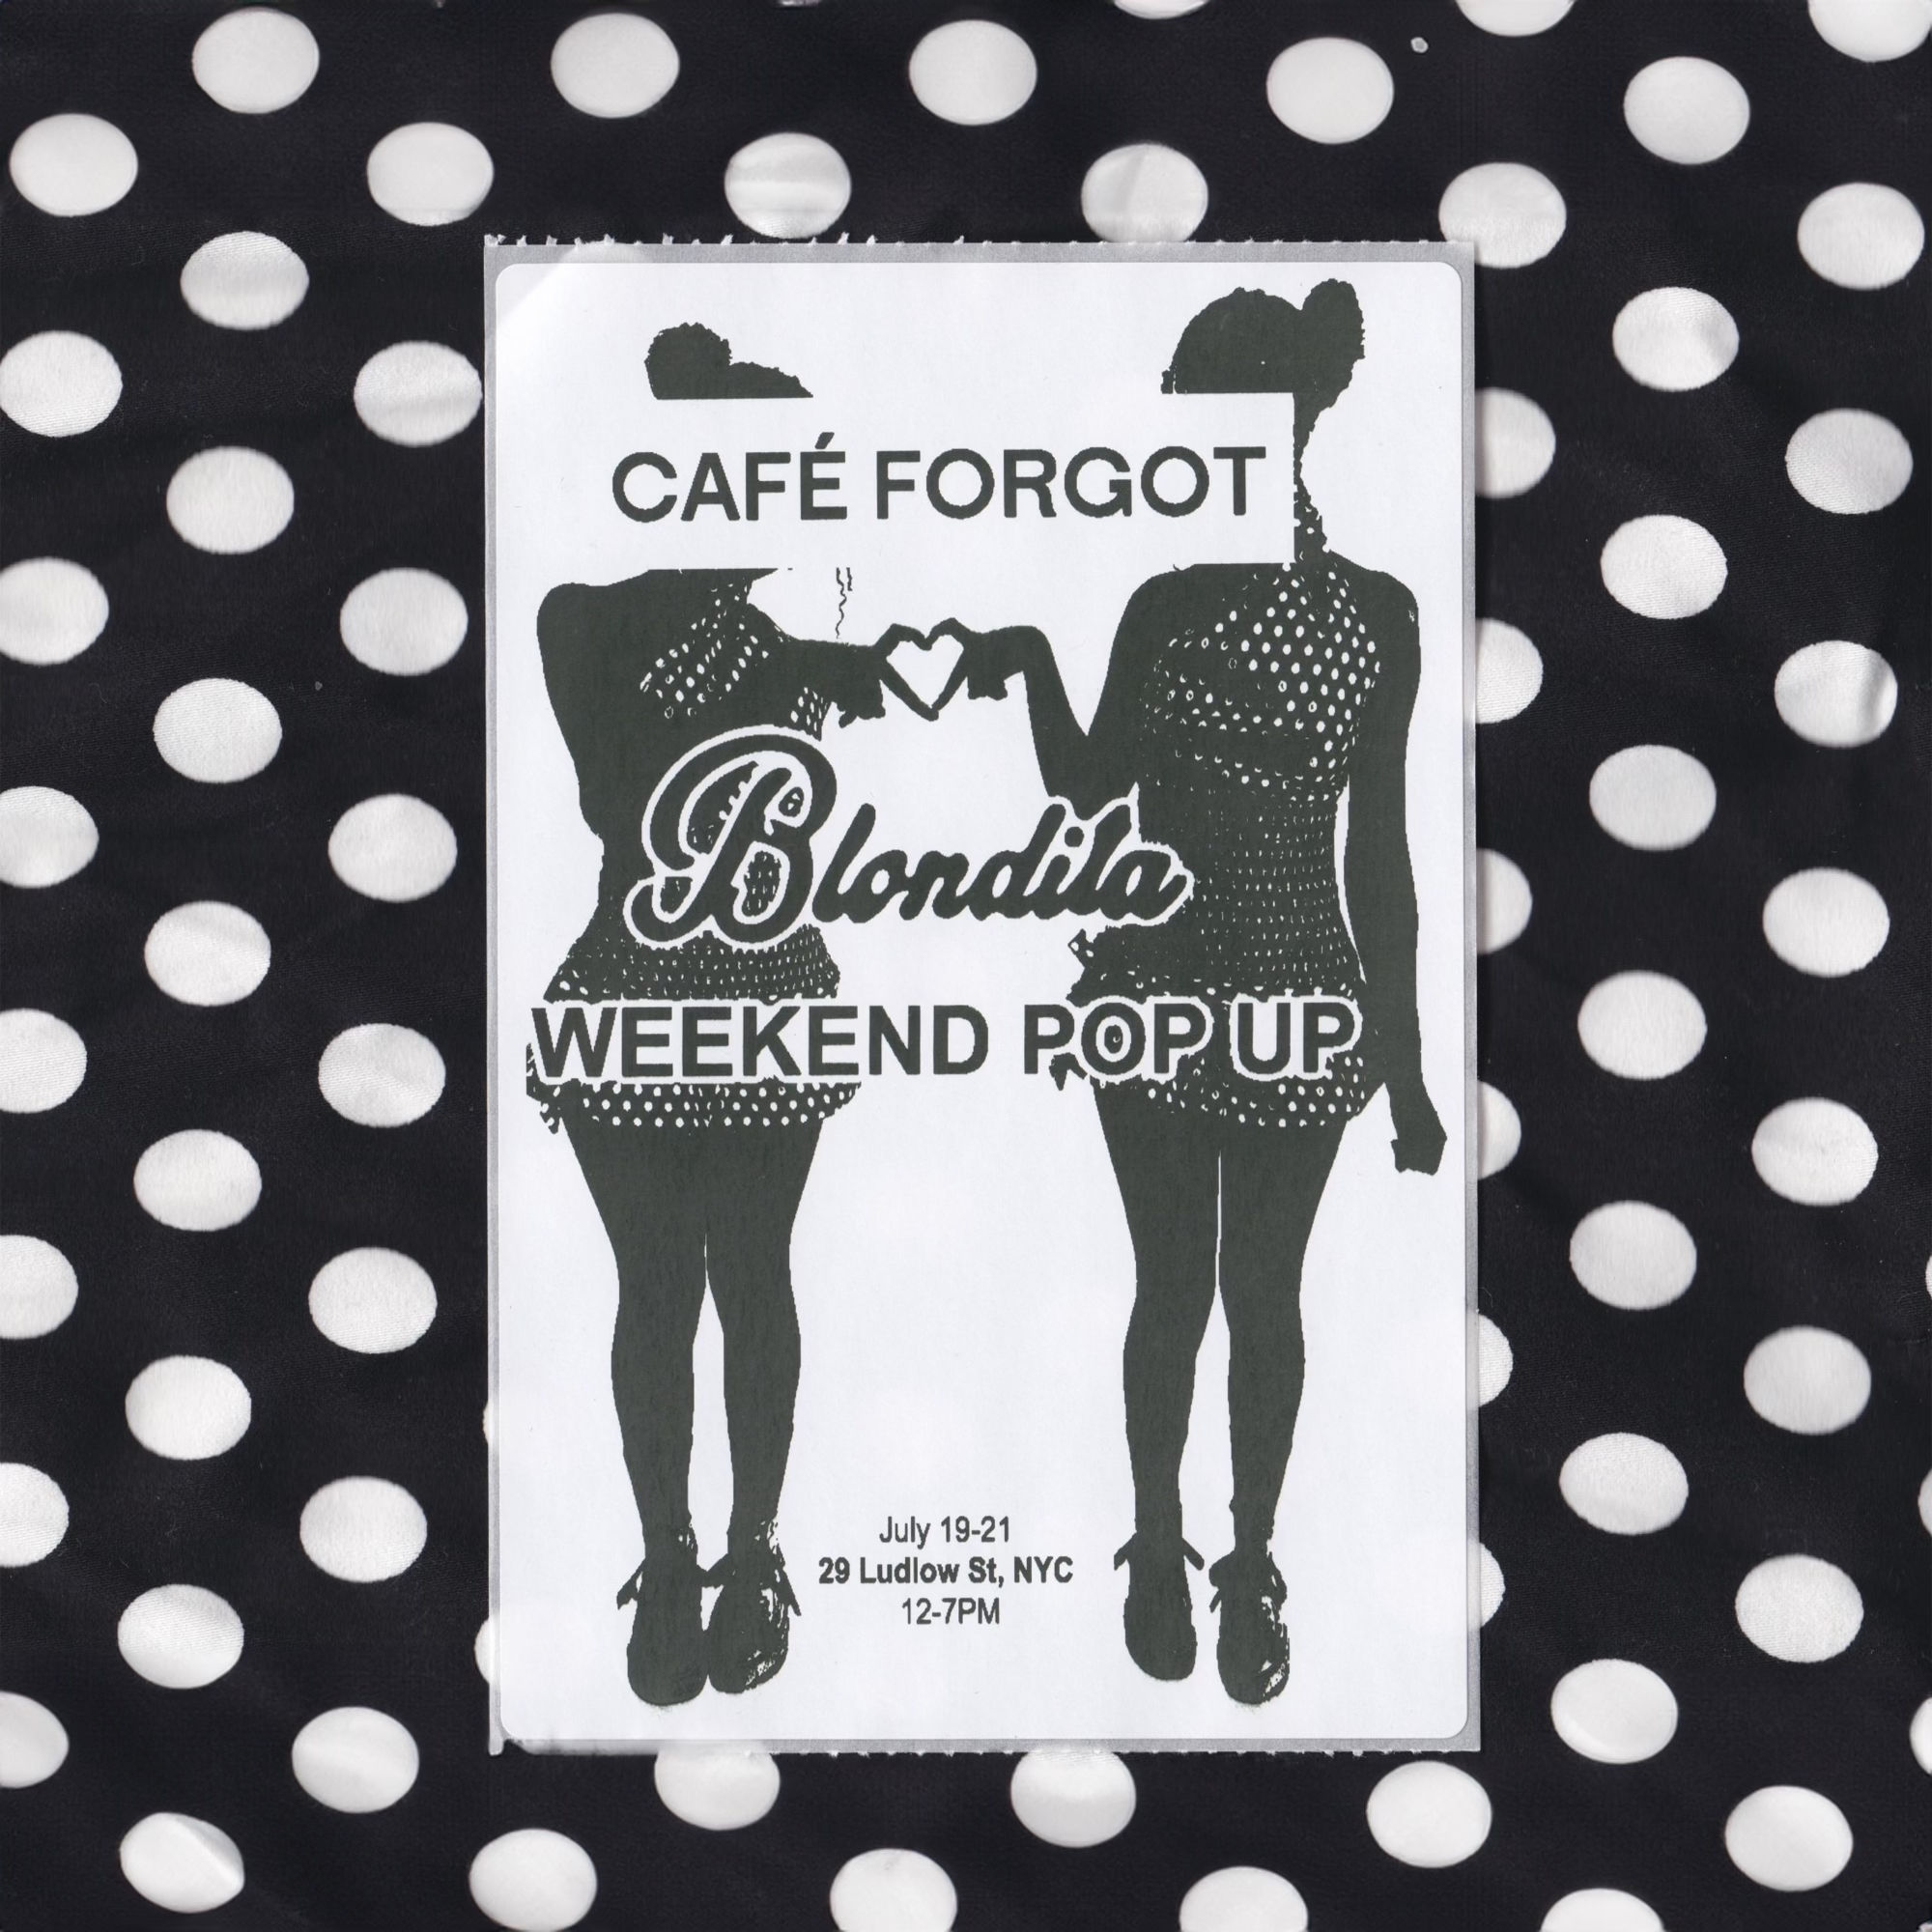 CAFÉ FORGOT
Blondita
WEEKEND POP UP
July 19-21
29 Ludlow St, NYC
12-7PM